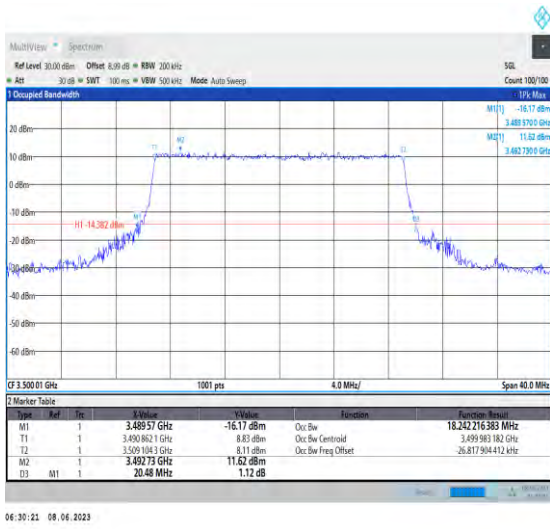 MultiView Spectrum
Ref Level 30.00 dBm Offset 8.99 dB RBW 200 kHz SGL
Att 30 dB SWT 100 ms VBW 500 kHz Mode Auto Sweep Count 100/100
1 Occupied Bandwidth 1Pk Max
M1[1] -16.17 dBm
3.489 570 0 GHz
M2[1] 11.62 dBm
3.492 730 0 GHz
20 dBm
T1 M2 T2
10 dBm
0 dBm
-10 dBm
M1 D3
H1 -14.382 dBm
-20 dBm
-30 dBm
-40 dBm
-50 dBm
-60 dBm
CF 3.500 01 GHz 1001 pts 4.0 MHz/ Span 40.0 MHz
2 Marker Table
Type Ref Trc X-Value Y-Value Function Function Result
M1 1 3.489 57 GHz -16.17 dBm Occ Bw 18.242 216 383 MHz
T1 1 3.490 862 1 GHz 8.83 dBm Occ Bw Centroid 3.499 983 182 GHz
T2 1 3.509 104 3 GHz 8.11 dBm Occ Bw Freq Offset -26.817 904 412 kHz
M2 1 3.492 73 GHz 11.62 dBm
D3 M1 1 20.48 MHz 1.12 dB
06:30:21 08.06.2023